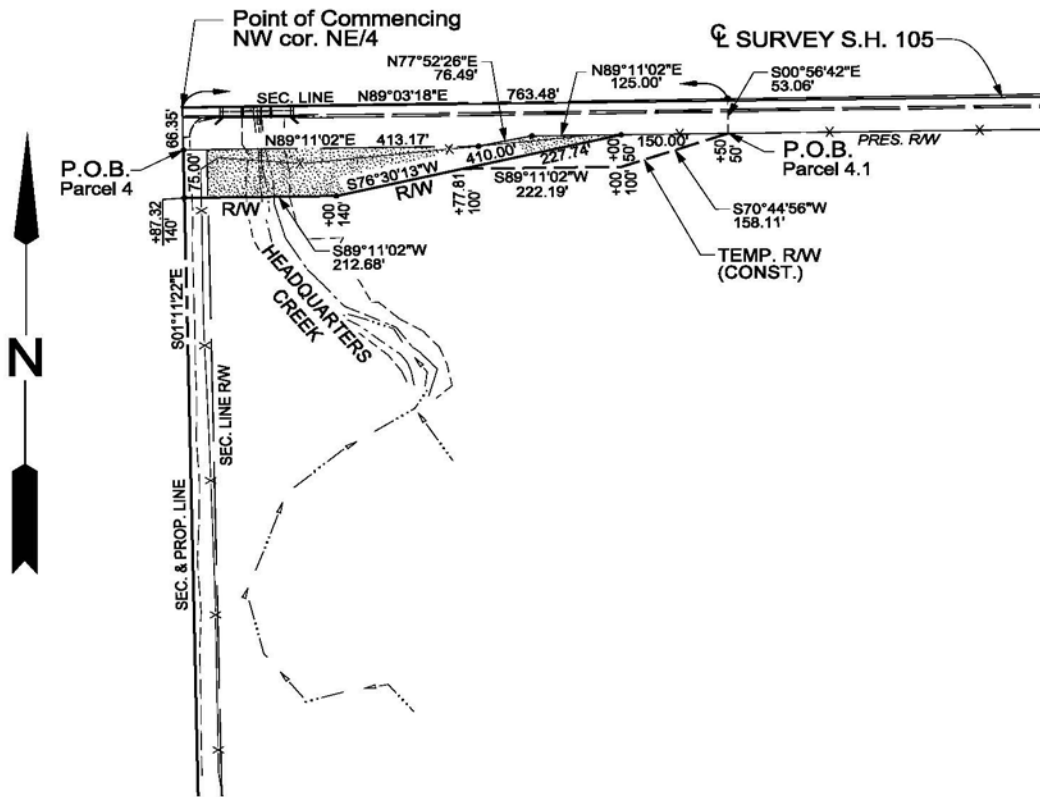 Point of Commencing
NW cor. NE/4
℄ SURVEY S.H. 105
N77°52'26"E
76.49'
N89°11'02"E
125.00'
S00°56'42"E
53.06'
SEC. LINE
N89°03'18"E
763.48'
66.35'
N89°11'02"E
413.17'
P.O.B.
Parcel 4
75.00'
S76°30'13"W
410.00'
227.74'
R/W
+00
50'
150.00'
+50
50'
PRES. R/W
P.O.B.
Parcel 4.1
+77.81
100'
S89°11'02"W
222.19'
+00
100'
S70°44'56"W
158.11'
R/W
+00
140'
+87.32
140'
S89°11'02"W
212.68'
TEMP. R/W
(CONST.)
HEADQUARTERS
CREEK
S01°11'22"E
N
SEC. LINE R/W
SEC. & PROP. LINE